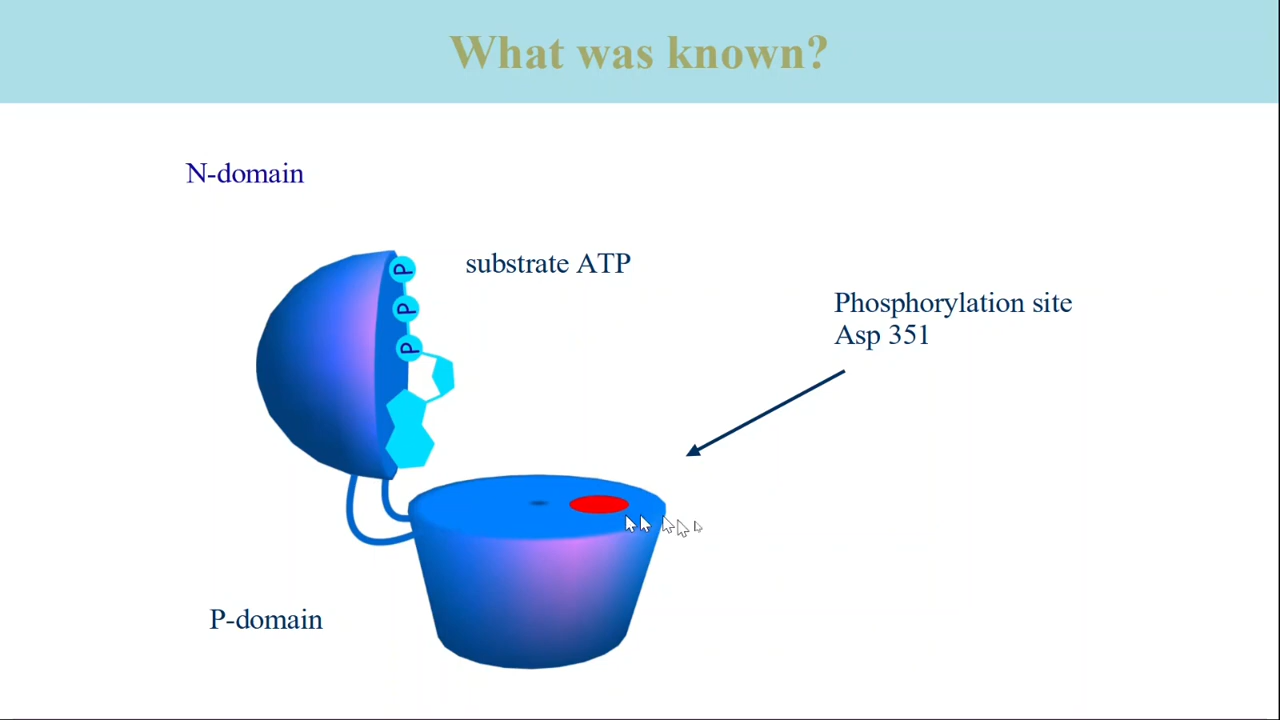 What was known?
N-domain
substrate ATP
Phosphorylation site
Asp 351
P
P
P
P-domain